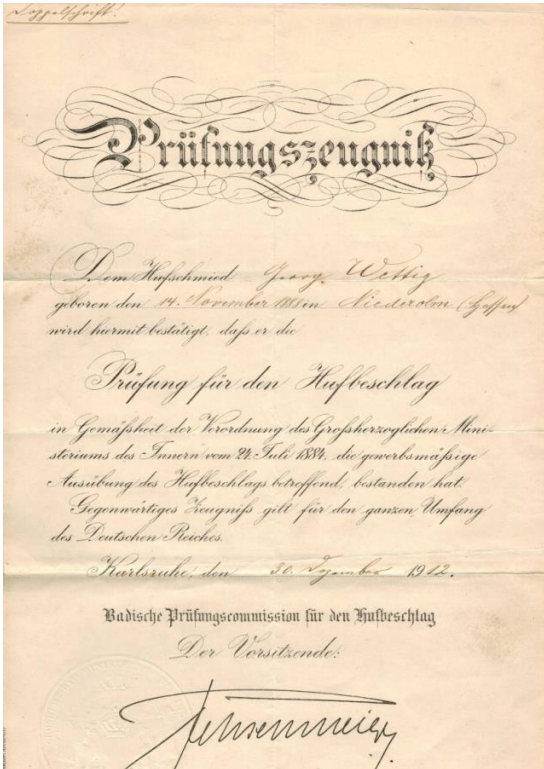 Doppelschrift.
Prüfungszeugniß
Dem Hufschmied Georg Wettig
geboren den 14. November in Niederolm (Hessen)
wird hiermit bestätigt, daſs er die
Prüfung für den Hufbeschlag
in Gemäſsheit der Verordnung des Groſsherzoglichen Mini-
steriums des Innern vom 24. Juli 1884, die gewerbsmäſsige
Ausübung des Hufbeschlags betreffend, bestanden hat.
Gegenwärtiges Zeugniſs gilt für den ganzen Umfang
des Deutschen Reiches.
Karlsruhe, den 30. Dezember 1912.
Badische Prüfungscommission für den Hufbeschlag
Der Vorsitzende: